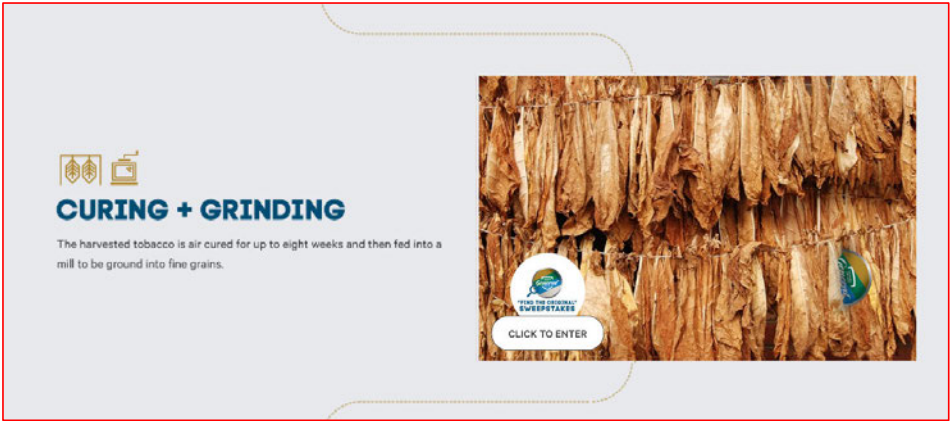 CURING + GRINDING
The harvested tobacco is air cured for up to eight weeks and then fed into a
mill to be ground into fine grains.
"FIND THE ORIGINAL"
SWEEPSTAKES
CLICK TO ENTER